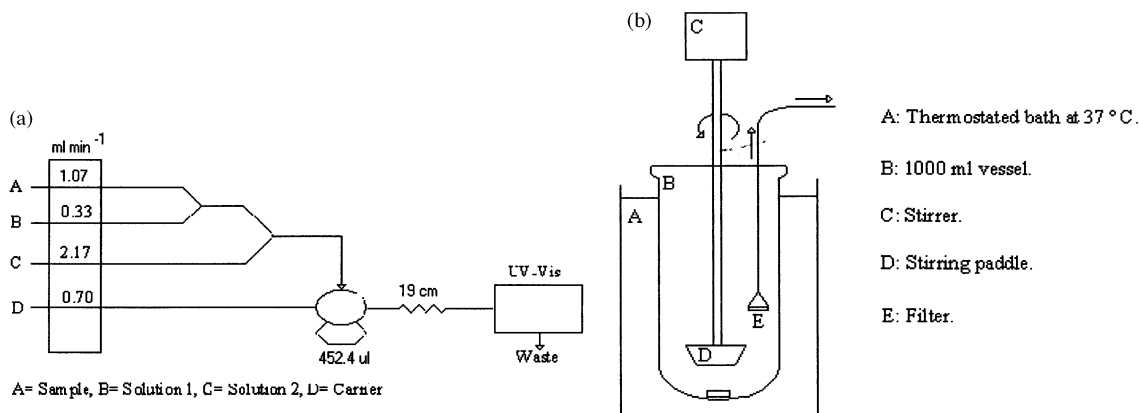 (a)
ml min -1
A 1.07
B 0.33
C 2.17
D 0.70
19 cm
UV-Vis
Waste
452.4 ul
A= Sample, B= Solution 1, C= Solution 2, D= Carrier
(b)
C
B
A
E
D
A: Thermostated bath at 37 °C.
B: 1000 ml vessel.
C: Stirrer.
D: Stirring paddle.
E: Filter.